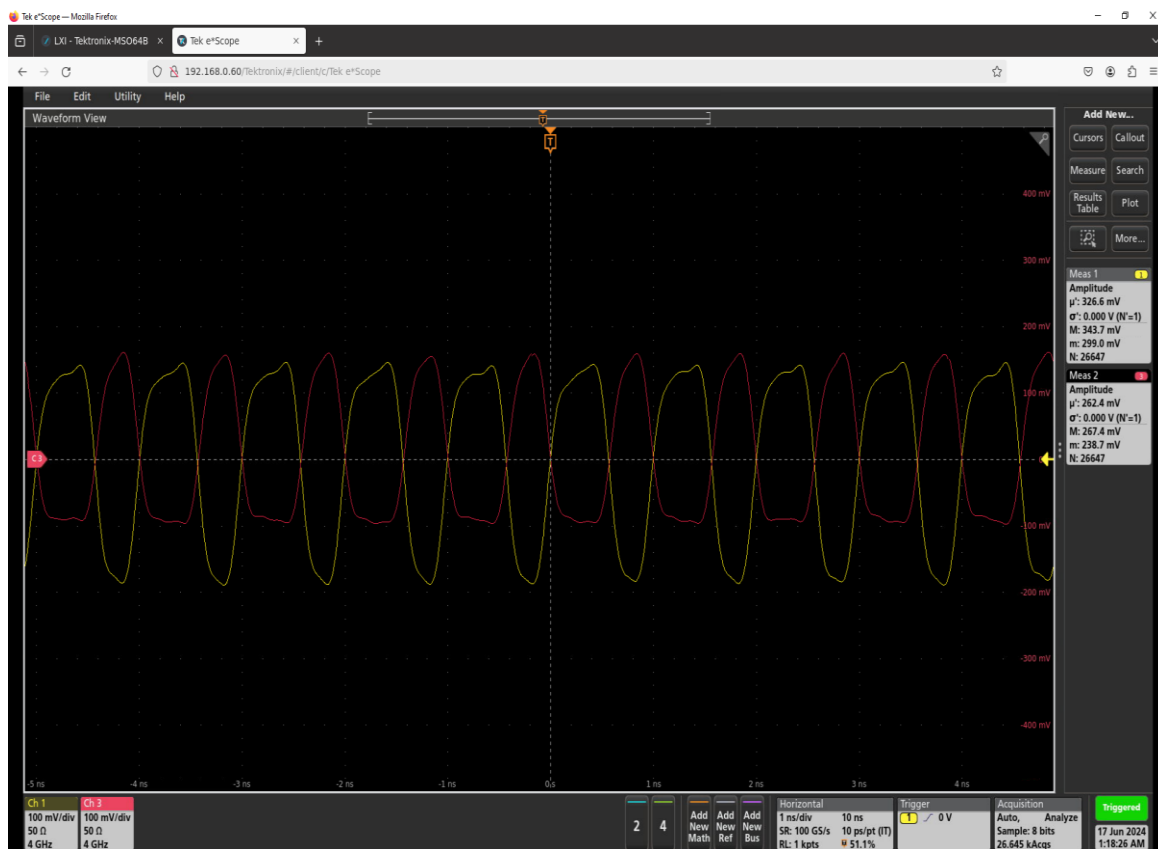 Tek e*Scope — Mozilla Firefox
LXI - Tektronix-MSO64B
Tek e*Scope
192.168.0.60/Tektronix/#/client/c/Tek e*Scope
File Edit Utility Help
Waveform View
T
T
400 mV
300 mV
200 mV
100 mV
-100 mV
-200 mV
-300 mV
-400 mV
C 3
-5 ns -4 ns -3 ns -2 ns -1 ns 0 s 1 ns 2 ns 3 ns 4 ns
Add New...
Cursors Callout
Measure Search
Results Table Plot
More...
Meas 1 1
Amplitude
µ': 326.6 mV
σ': 0.000 V (N'=1)
M: 343.7 mV
m: 299.0 mV
N: 26647
Meas 2 3
Amplitude
µ': 262.4 mV
σ': 0.000 V (N'=1)
M: 267.4 mV
m: 238.7 mV
N: 26647
Ch 1
100 mV/div
50 Ω
4 GHz
Ch 3
100 mV/div
50 Ω
4 GHz
2 4
Add New Math
Add New Ref
Add New Bus
Horizontal
1 ns/div 10 ns
SR: 100 GS/s 10 ps/pt (IT)
RL: 1 kpts 51.1%
Trigger
1 0 V
Acquisition
Auto, Analyze
Sample: 8 bits
26.645 kAcqs
Triggered
17 Jun 2024
1:18:26 AM